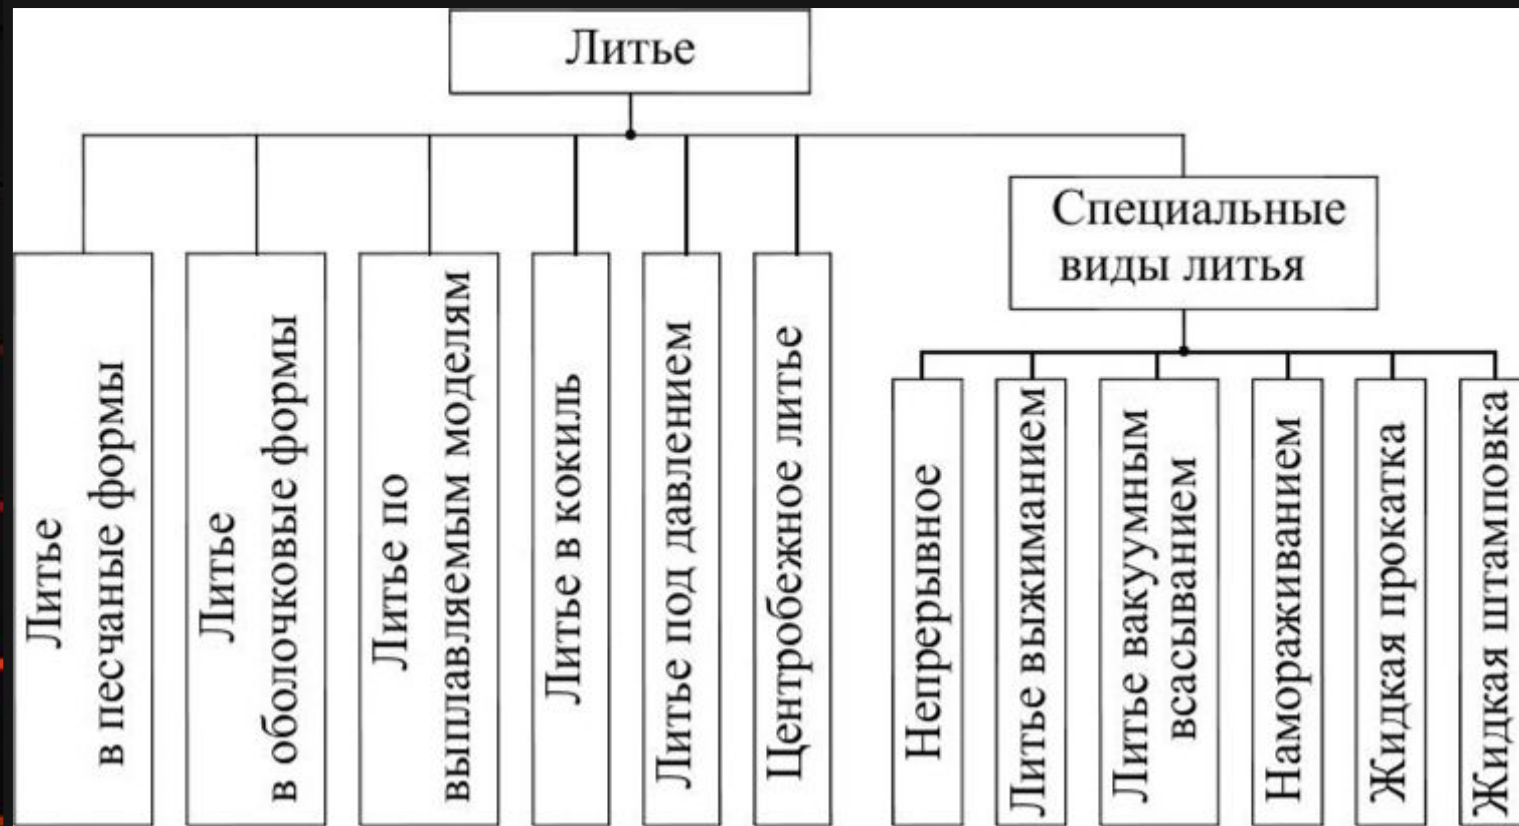 Литье
Специальные
виды литья
Литье
в песчаные формы
Литье
в оболочковые формы
Литье по
выплавляемым моделям
Литье в кокиль
Литье под давлением
Центробежное литье
Непрерывное
Литье выжиманием
Литье вакуумным
всасыванием
Намораживанием
Жидкая прокатка
Жидкая штамповка